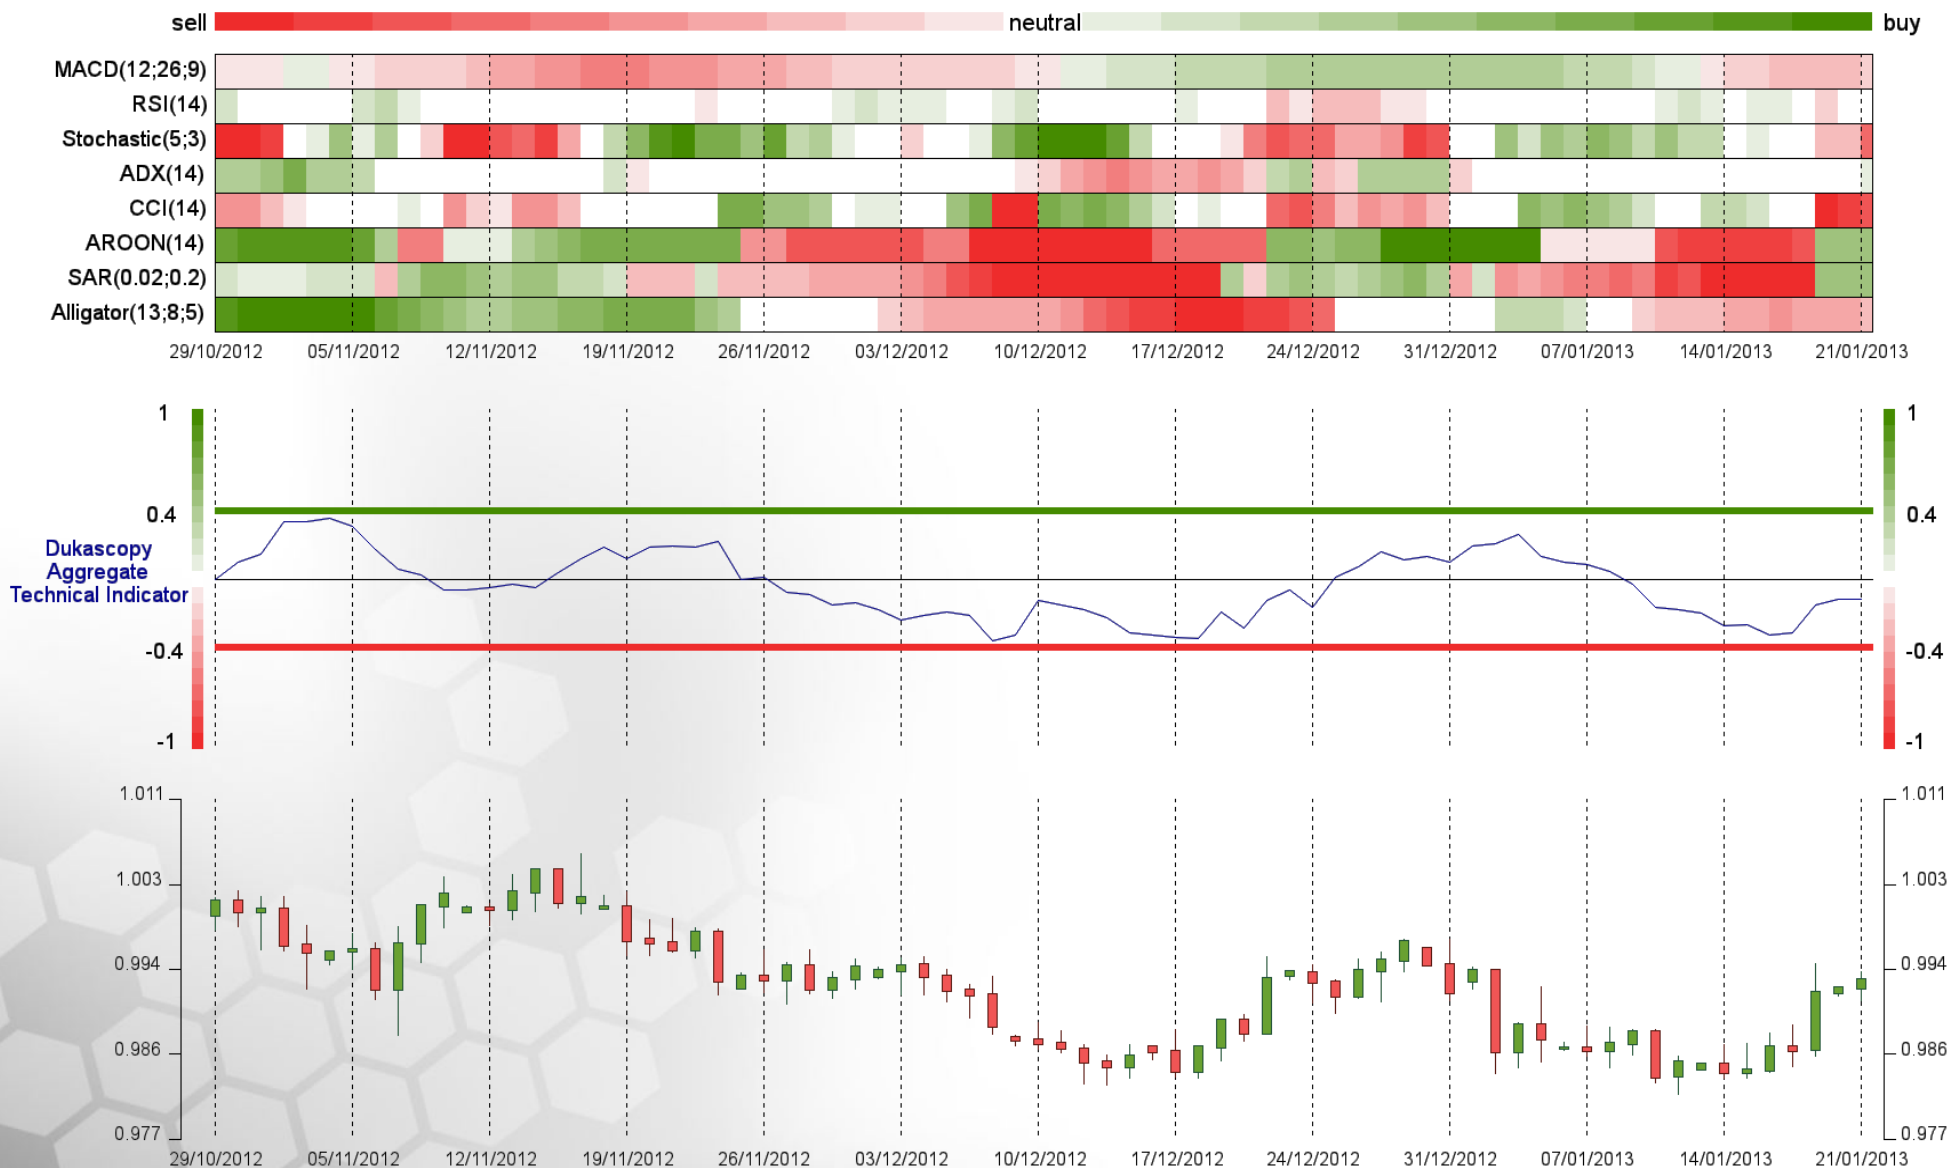 sell neutral buy
MACD(12;26;9)
RSI(14)
Stochastic(5;3)
ADX(14)
CCI(14)
AROON(14)
SAR(0.02;0.2)
Alligator(13;8;5)
29/10/2012 05/11/2012 12/11/2012 19/11/2012 26/11/2012 03/12/2012 10/12/2012 17/12/2012 24/12/2012 31/12/2012 07/01/2013 14/01/2013 21/01/2013
1 1
0.4 0.4
Dukascopy
Aggregate
Technical Indicator
-0.4 -0.4
-1 -1
1.011 1.011
1.003 1.003
0.994 0.994
0.986 0.986
0.977 0.977
29/10/2012 05/11/2012 12/11/2012 19/11/2012 26/11/2012 03/12/2012 10/12/2012 17/12/2012 24/12/2012 31/12/2012 07/01/2013 14/01/2013 21/01/2013